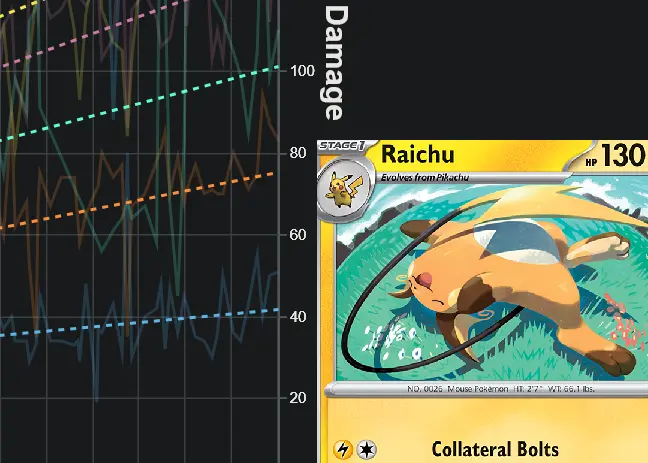 Damage
100
80
60
40
20
STAGE 1
Raichu
HP 130
Evolves from Pikachu
NO. 0026 Mouse Pokémon HT: 2'7" WT: 66.1 lbs.
Collateral Bolts